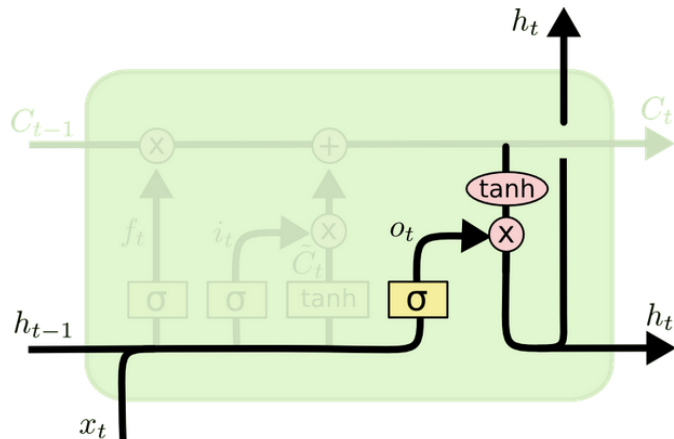 h_t
C_{t-1}
C_t
x
+
tanh
f_t
i_t
x
o_t
x
C̃_t
σ
σ
tanh
σ
h_{t-1}
h_t
x_t